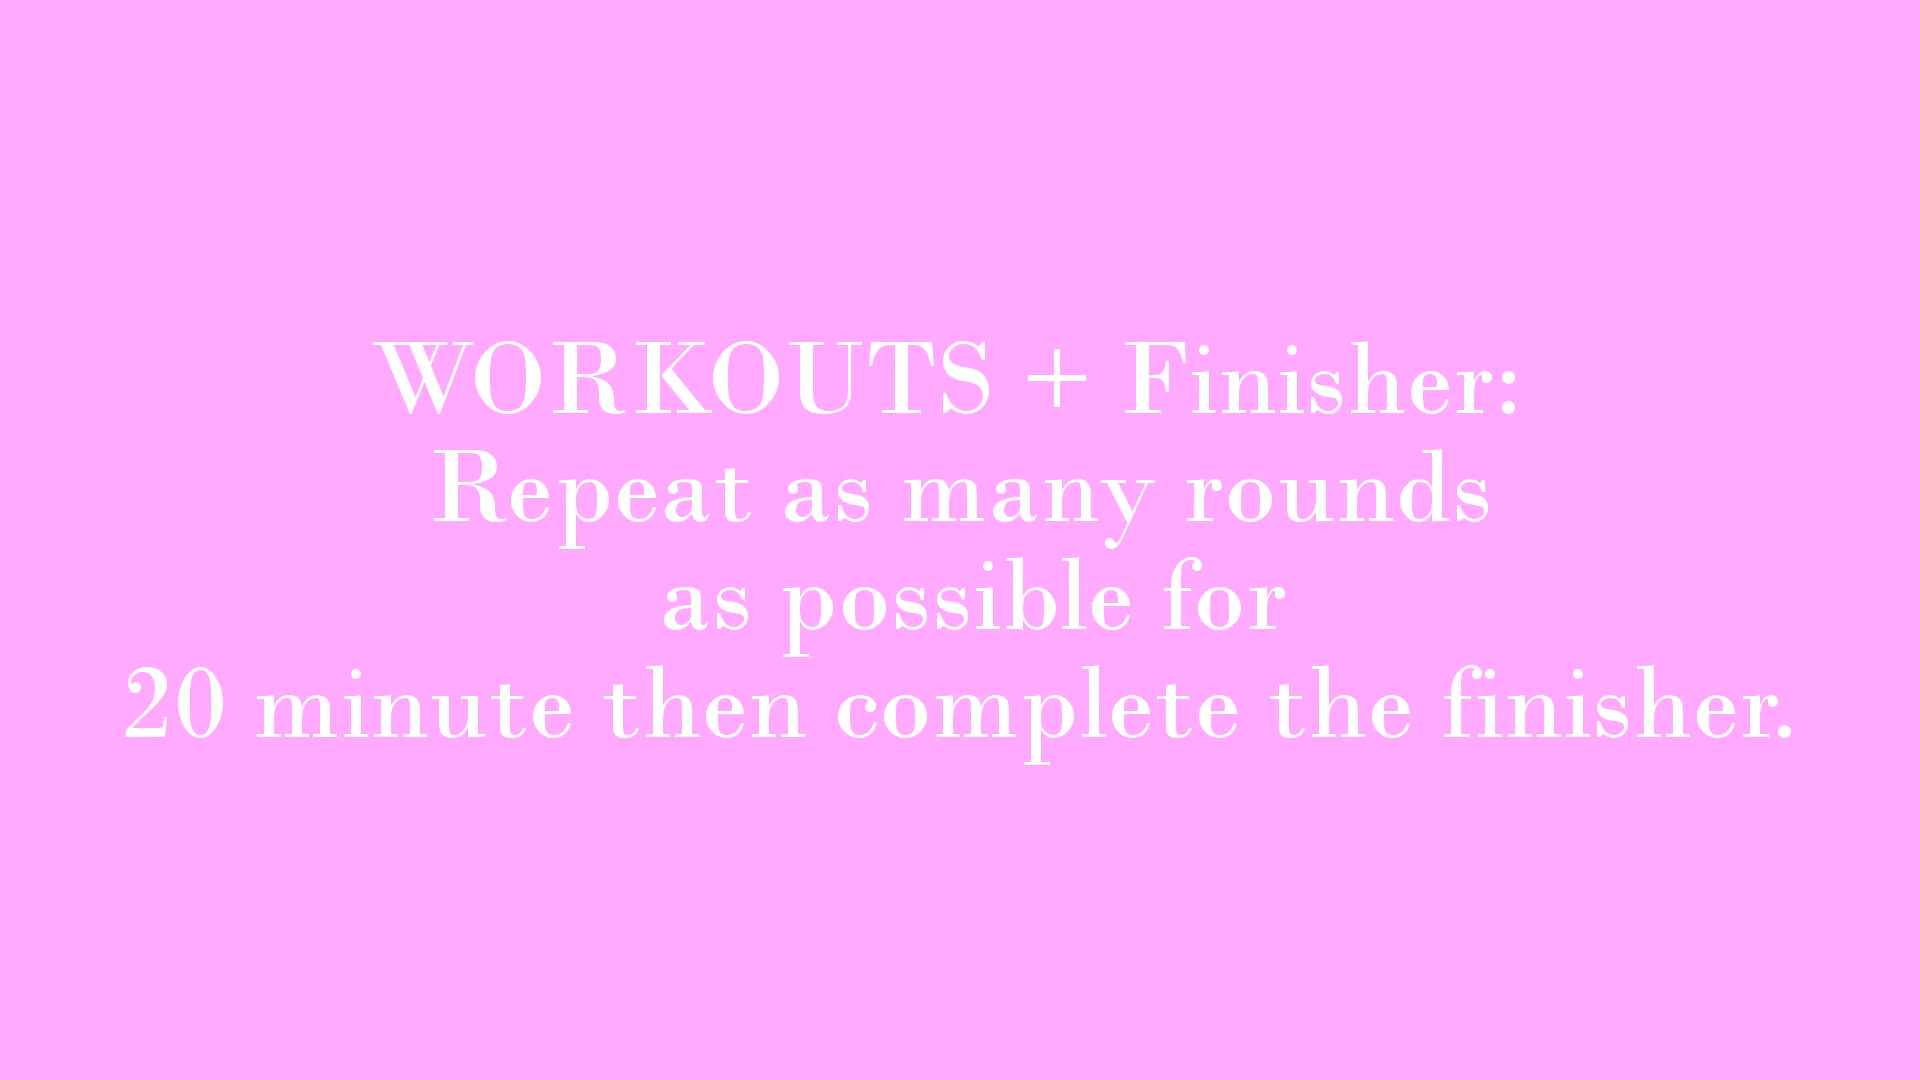 WORKOUTS + Finisher:
Repeat as many rounds
as possible for
20 minute then complete the finisher.